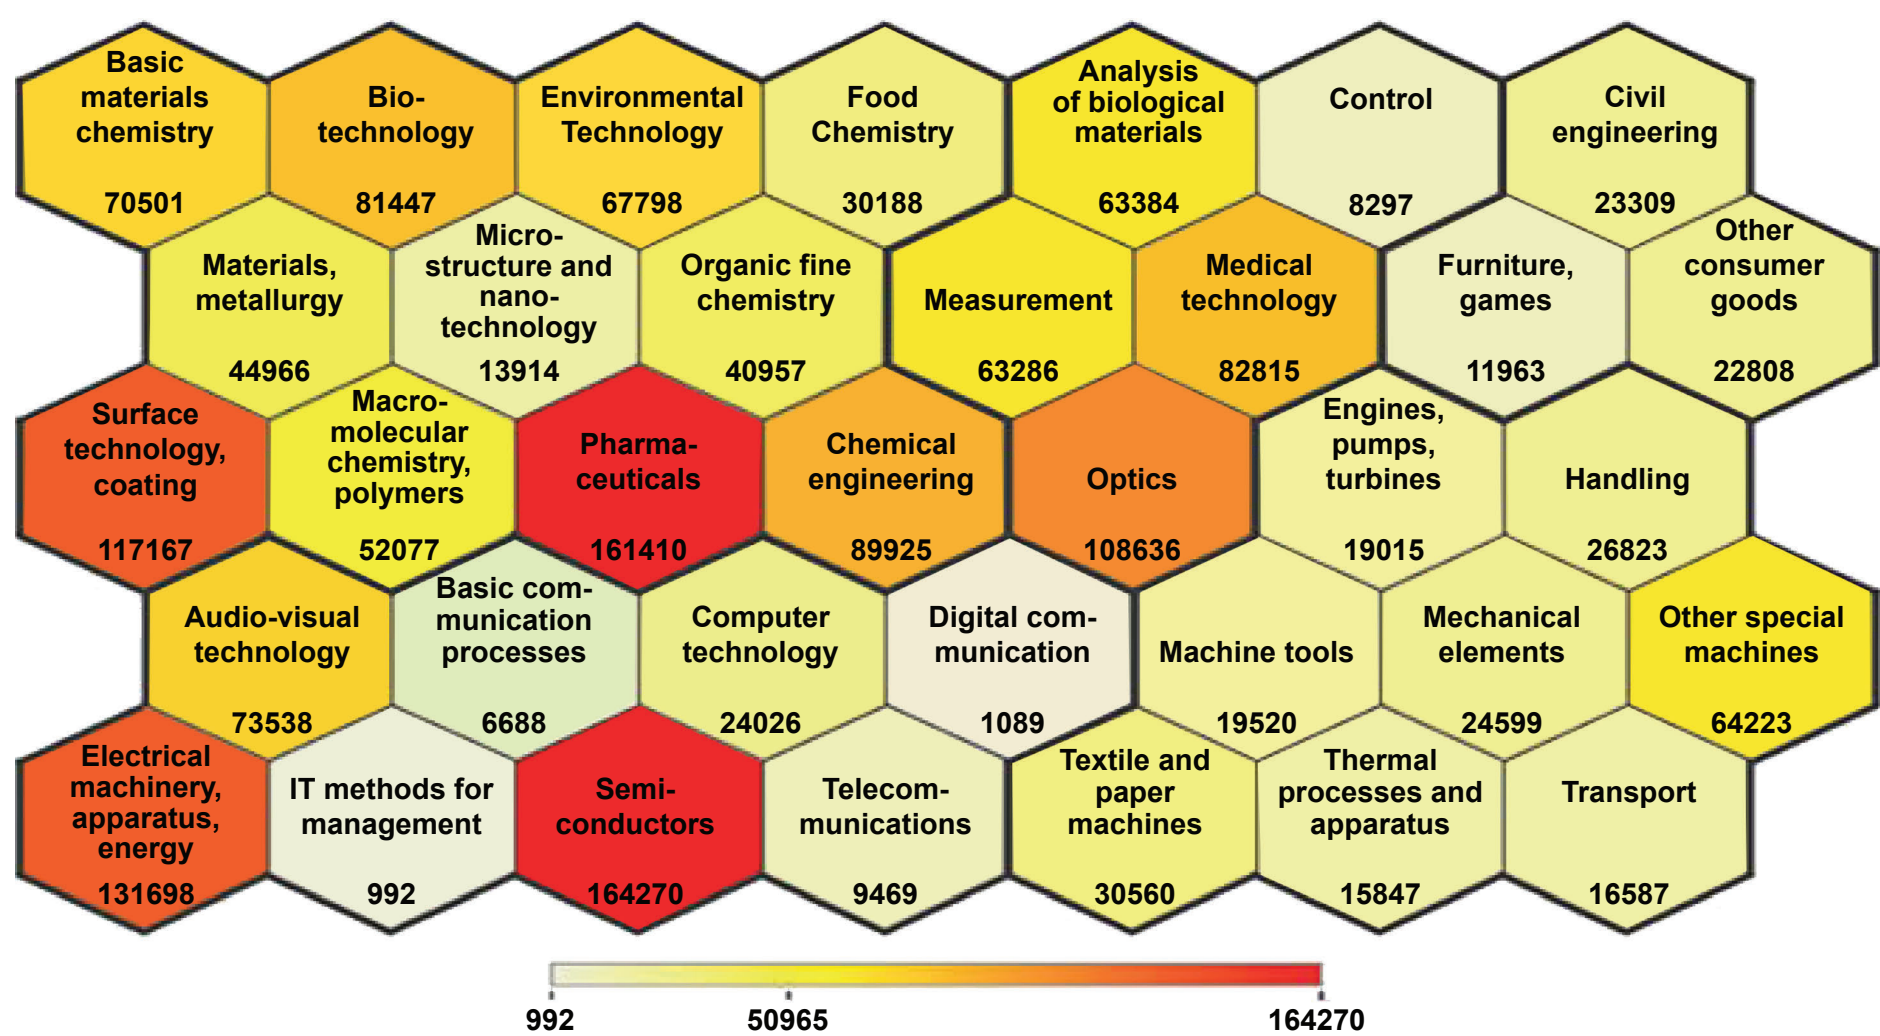 Basic
materials
chemistry
70501
Bio-
technology
81447
Environmental
Technology
67798
Food
Chemistry
30188
Analysis
of biological
materials
63384
Control
8297
Civil
engineering
23309
Materials,
metallurgy
44966
Micro-
structure and
nano-
technology
13914
Organic fine
chemistry
40957
Measurement
63286
Medical
technology
82815
Furniture,
games
11963
Other
consumer
goods
22808
Surface
technology,
coating
117167
Macro-
molecular
chemistry,
polymers
52077
Pharma-
ceuticals
161410
Chemical
engineering
89925
Optics
108636
Engines,
pumps,
turbines
19015
Handling
26823
Audio-visual
technology
73538
Basic com-
munication
processes
6688
Computer
technology
24026
Digital com-
munication
1089
Machine tools
19520
Mechanical
elements
24599
Other special
machines
64223
Electrical
machinery,
apparatus,
energy
131698
IT methods for
management
992
Semi-
conductors
164270
Telecom-
munications
9469
Textile and
paper
machines
30560
Thermal
processes and
apparatus
15847
Transport
16587
992
50965
164270